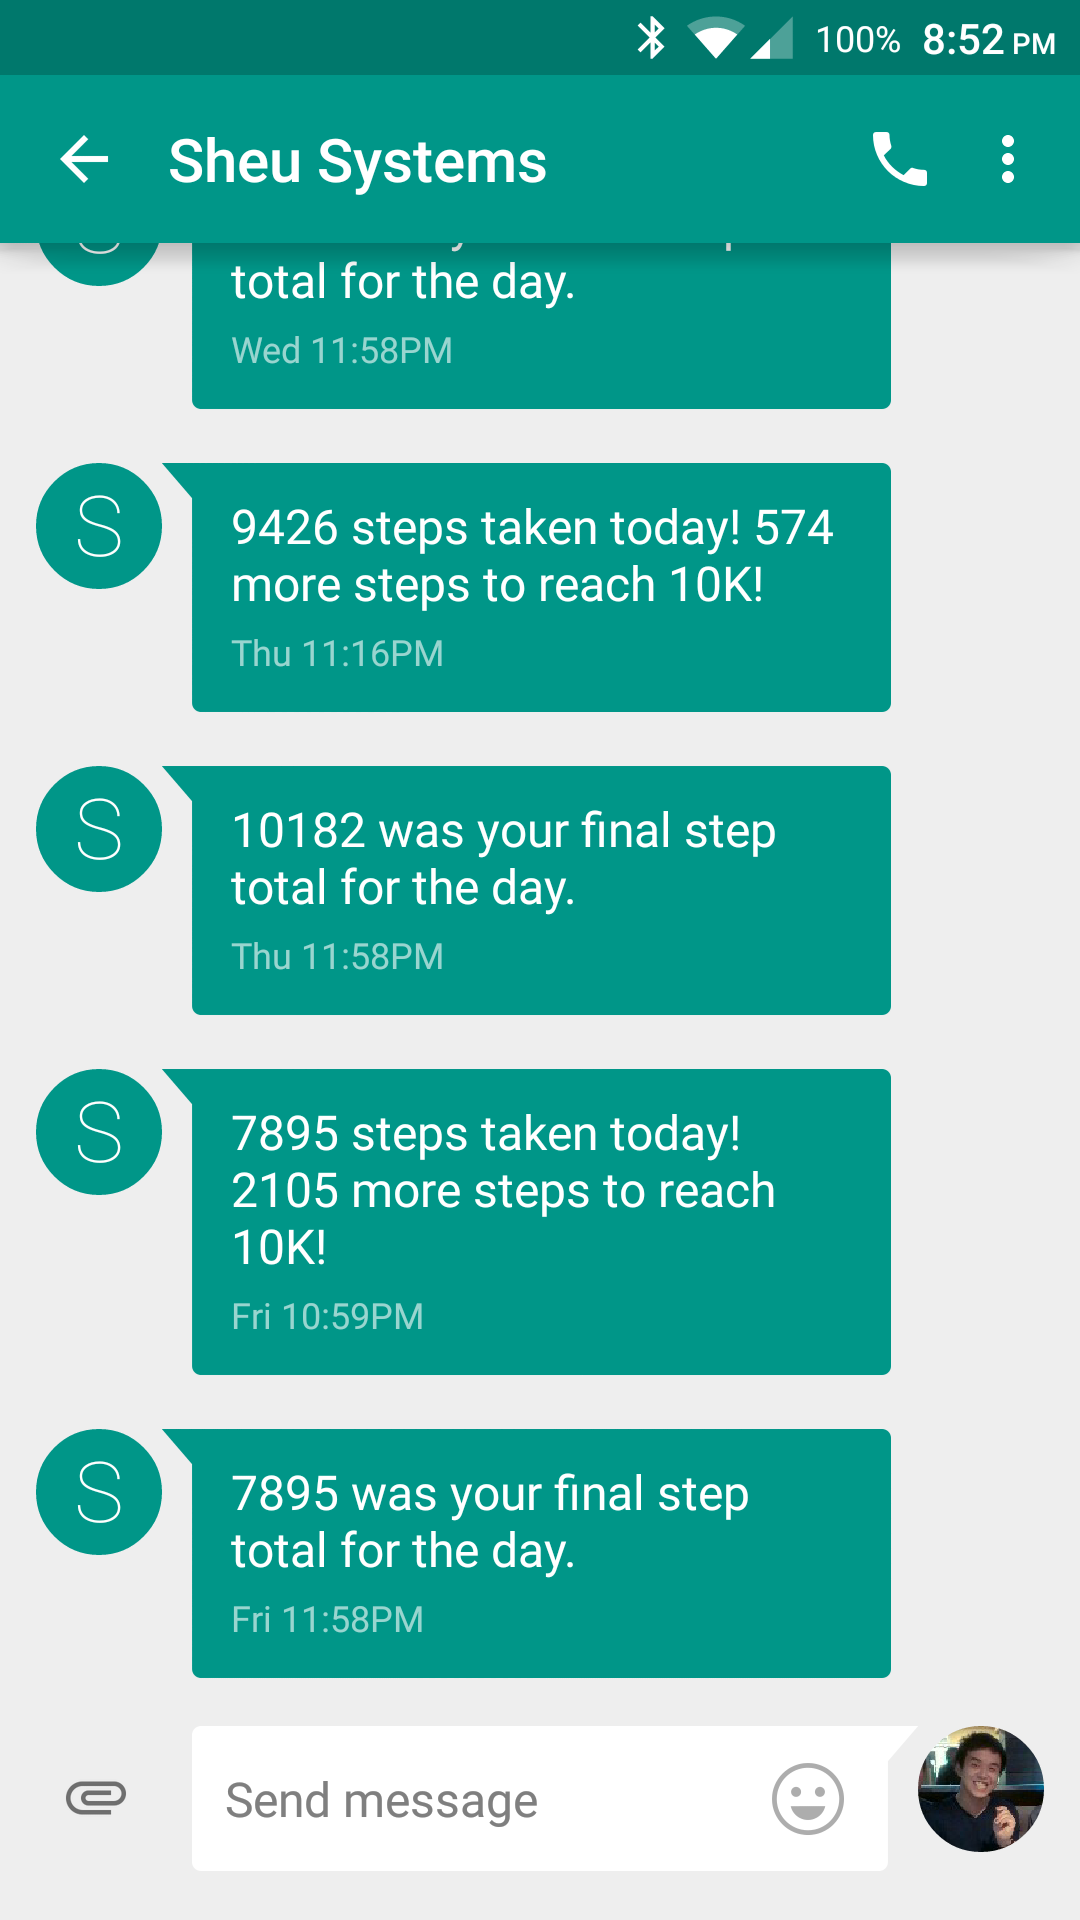 100% 8:52 PM
Sheu Systems
total for the day.
Wed 11:58PM
S
9426 steps taken today! 574
more steps to reach 10K!
Thu 11:16PM
S
10182 was your final step
total for the day.
Thu 11:58PM
S
7895 steps taken today!
2105 more steps to reach
10K!
Fri 10:59PM
S
7895 was your final step
total for the day.
Fri 11:58PM
Send message